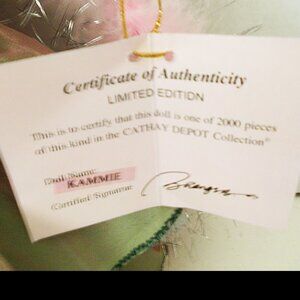 Certificate of Authenticity
LIMITED EDITION
This is to certify that this doll is one of 2000 pieces
of this kind in the CATHAY DEPOT Collection®
Doll Name:
KAMMIE
Certified Signature